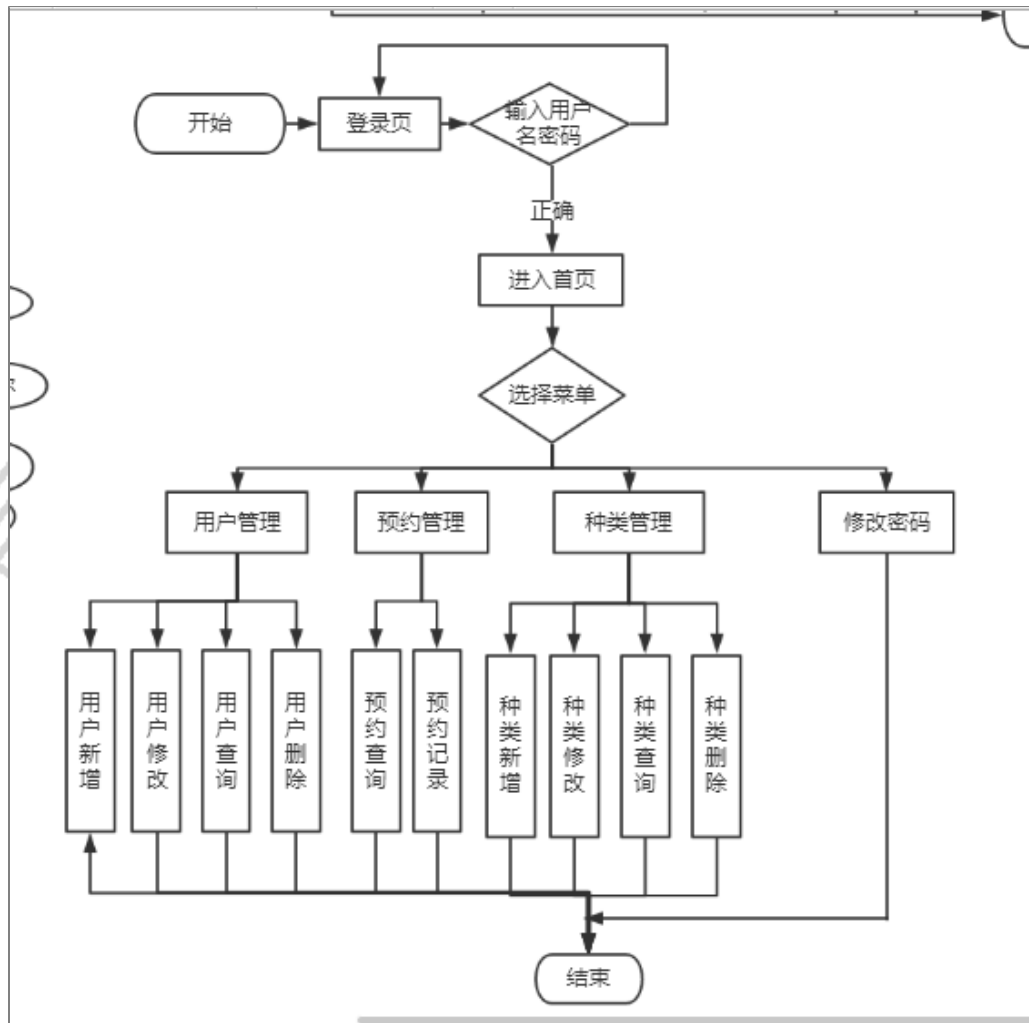 开始
登录页
输入用户
名密码
正确
进入首页
选择菜单
用户管理
预约管理
种类管理
修改密码
用户新增
用户修改
用户查询
用户删除
预约查询
预约记录
种类新增
种类修改
种类查询
种类删除
结束